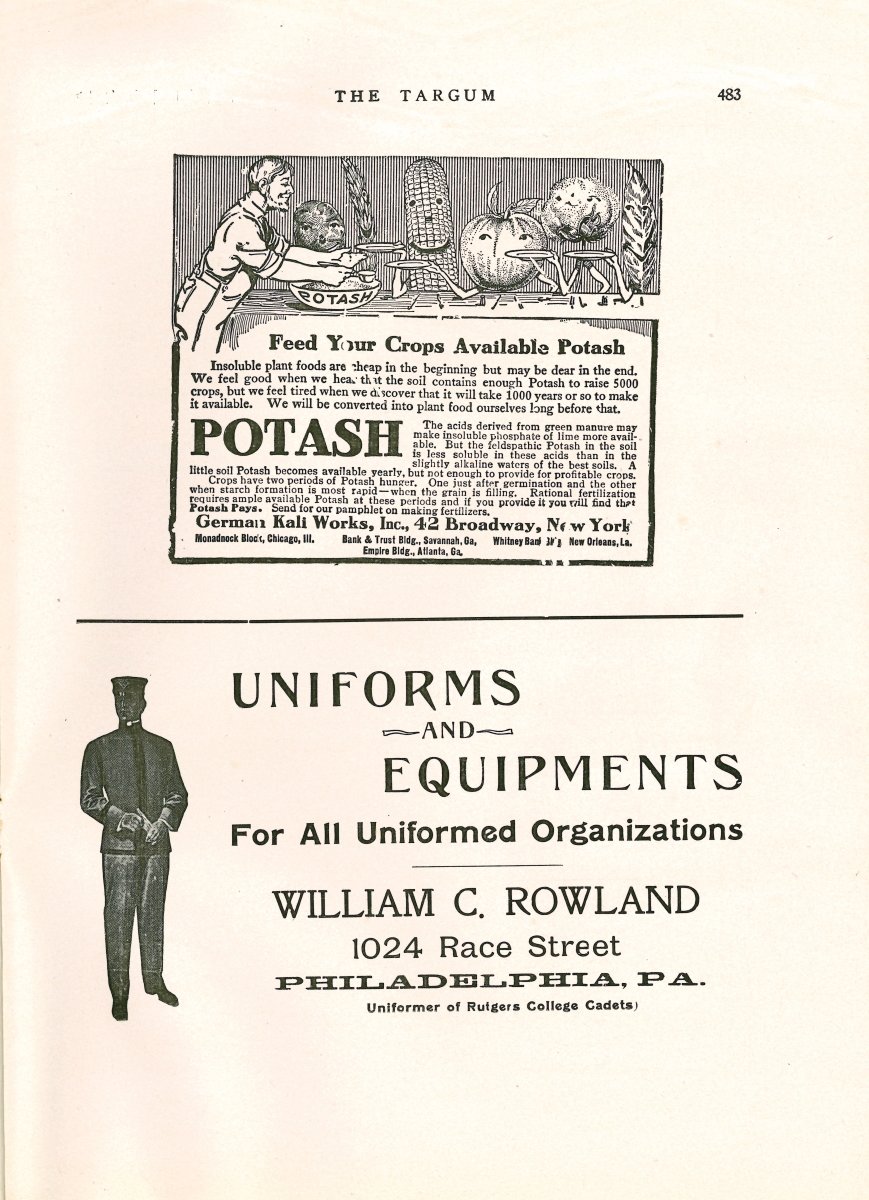 THE TARGUM
483
POTASH
Feed Your Crops Available Potash
Insoluble plant foods are cheap in the beginning but may be dear in the end.
We feel good when we hear that the soil contains enough Potash to raise 5000
crops, but we feel tired when we discover that it will take 1000 years or so to make
it available. We will be converted into plant food ourselves long before that.
POTASH
The acids derived from green manure may
make insoluble phosphate of lime more avail-
able. But the feldspathic Potash in the soil
is less soluble in these acids than in the
slightly alkaline waters of the best soils. A
little soil Potash becomes available yearly, but not enough to provide for profitable crops.
Crops have two periods of Potash hunger. One just after germination and the other
when starch formation is most rapid—when the grain is filling. Rational fertilization
requires ample available Potash at these periods and if you provide it you will find that
Potash Pays. Send for our pamphlet on making fertilizers.
German Kali Works, Inc., 42 Broadway, New York
Monadnock Block, Chicago, Ill. Bank & Trust Bldg., Savannah, Ga. Whitney Bank New Orleans, La.
Empire Bldg., Atlanta, Ga.
UNIFORMS
AND
EQUIPMENTS
For All Uniformed Organizations
WILLIAM C. ROWLAND
1024 Race Street
PHILADELPHIA, PA.
Uniformer of Rutgers College Cadets)